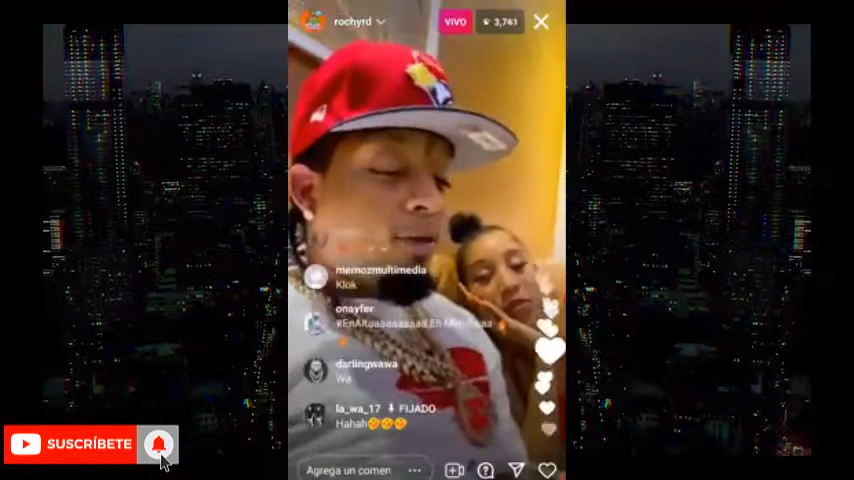 rochyrd
VIVO
3,761
memozmultimedia
Klok
onayfer
darlingwawa
Wa
la_wa_17 FIJADO
Hahah
Agrega un comen
SUSCRÍBETE